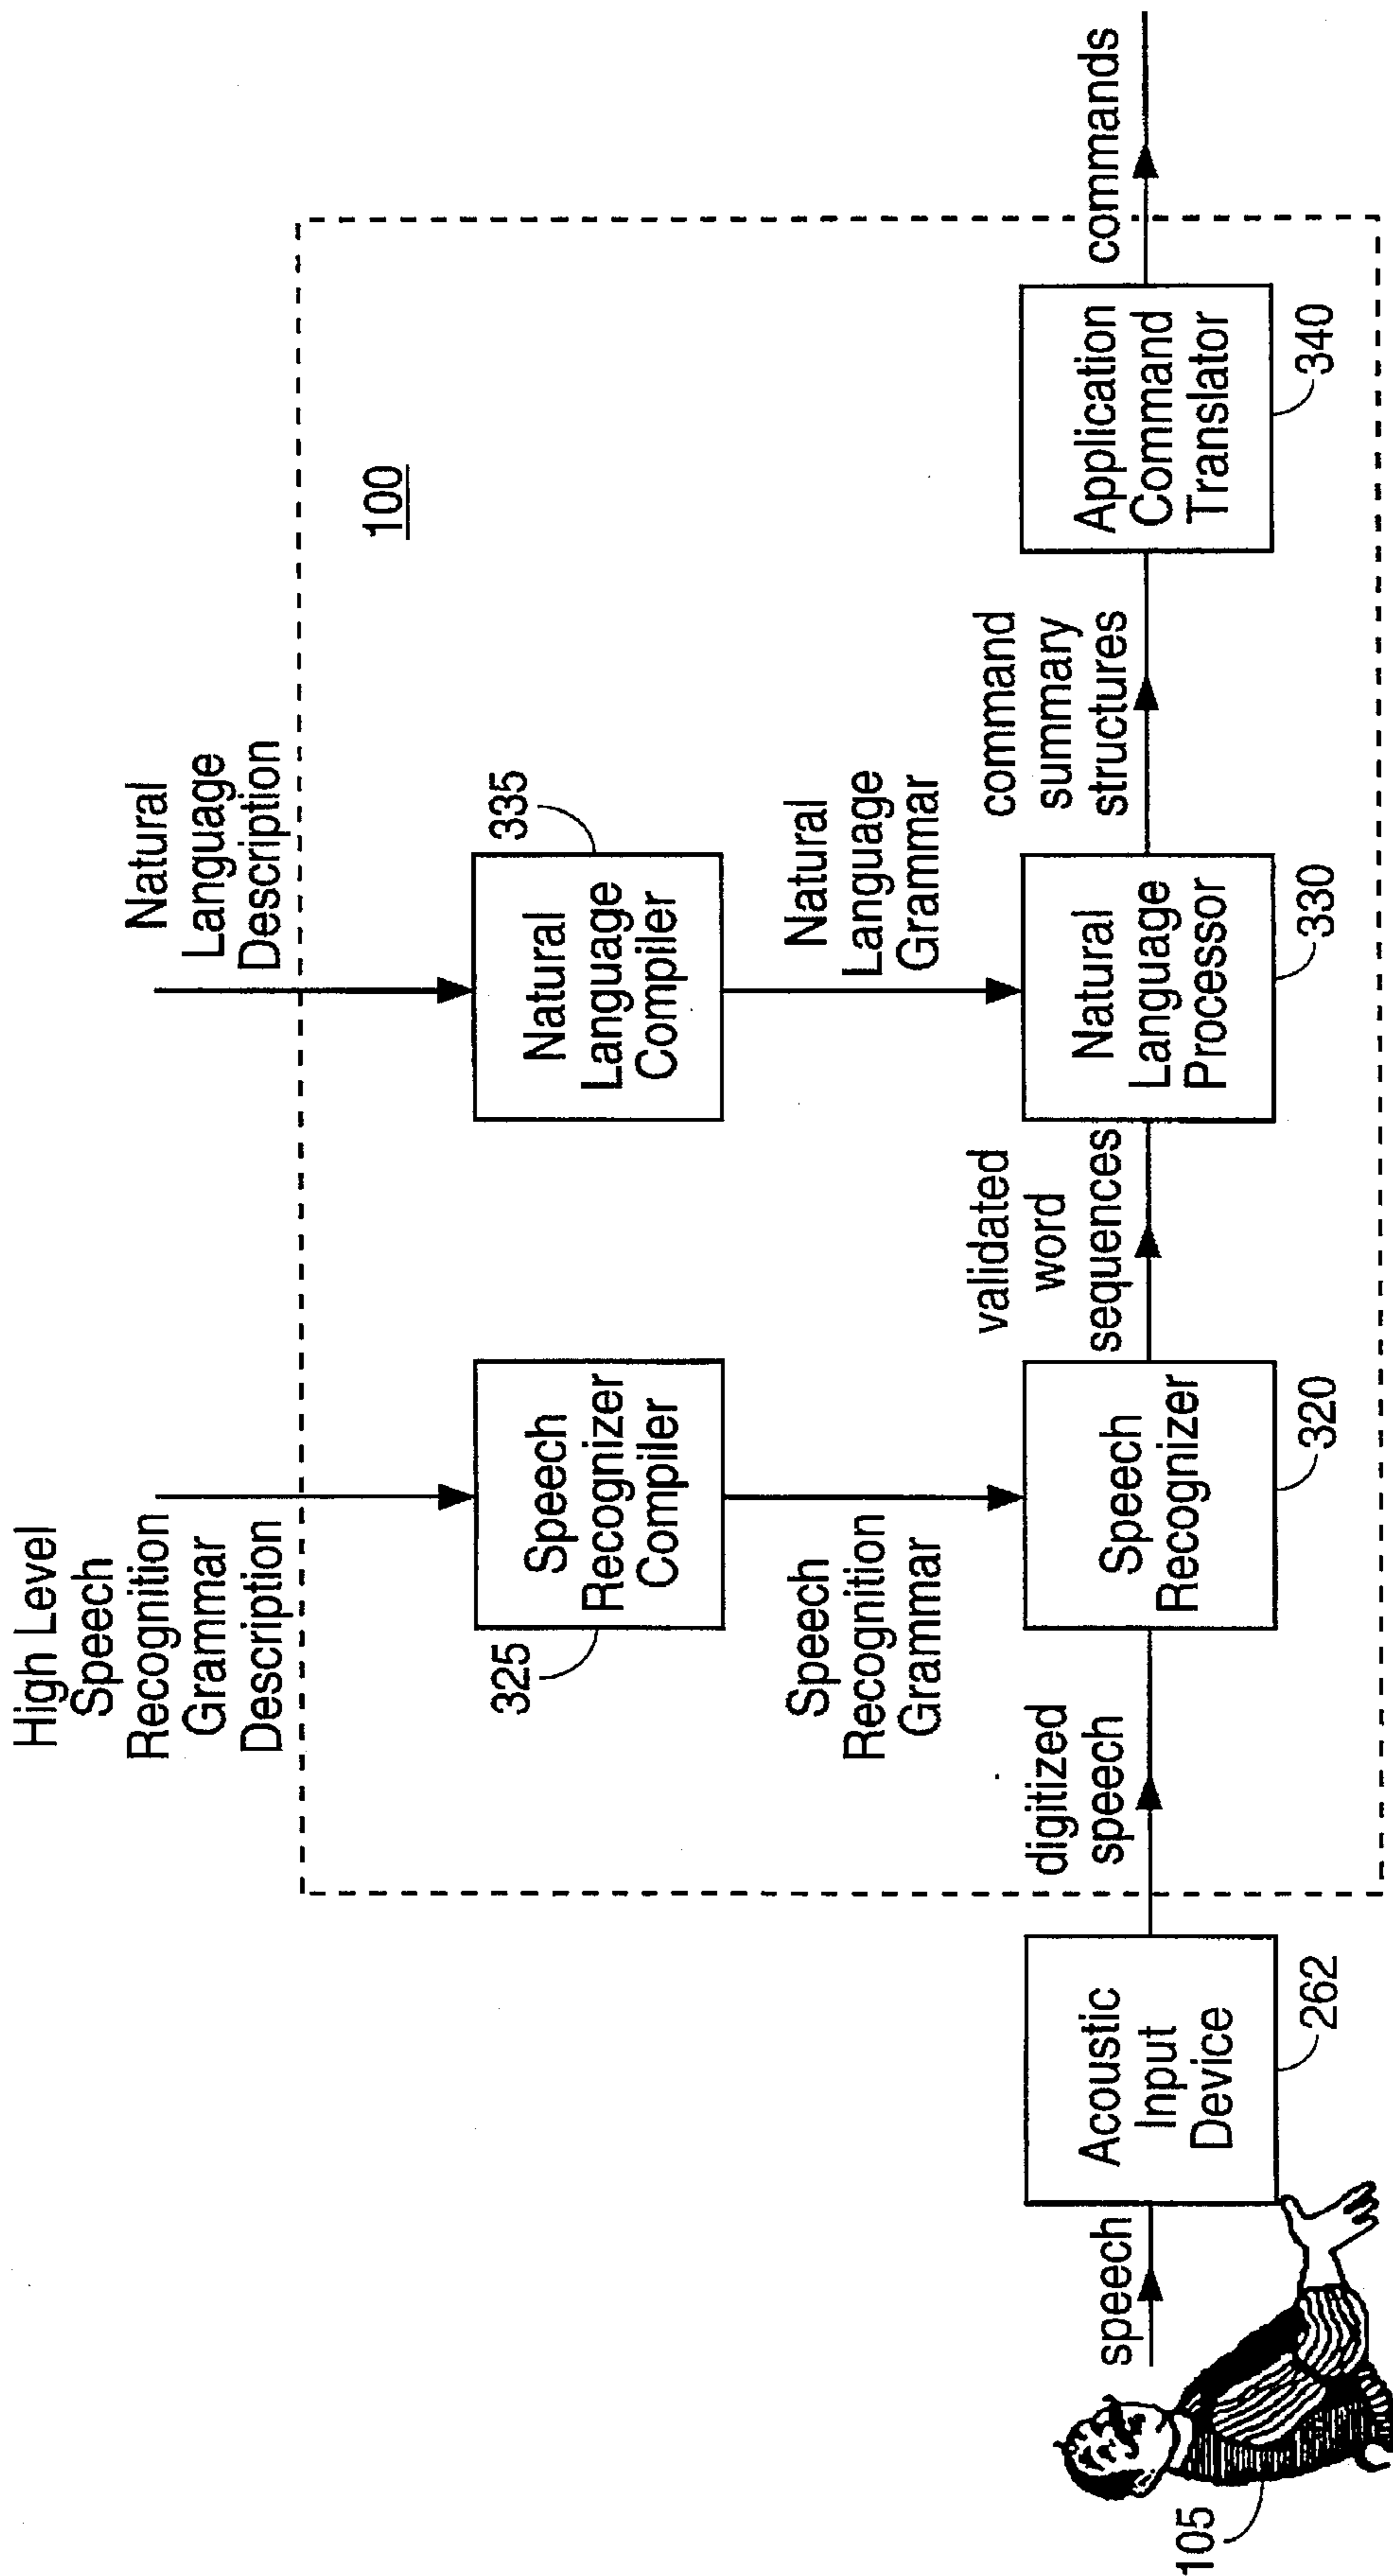 High Level
Speech
Recognition
Grammar
Description
Natural
Language
Description
100
325
Speech
Recognizer
Compiler
335
Natural
Language
Compiler
Speech
Recognition
Grammar
Natural
Language
Grammar
speech
Acoustic
Input
Device
262
digitized
speech
Speech
Recognizer
320
validated
word
sequences
Natural
Language
Processor
330
command
summary
structures
Application
Command
Translator
340
commands
105